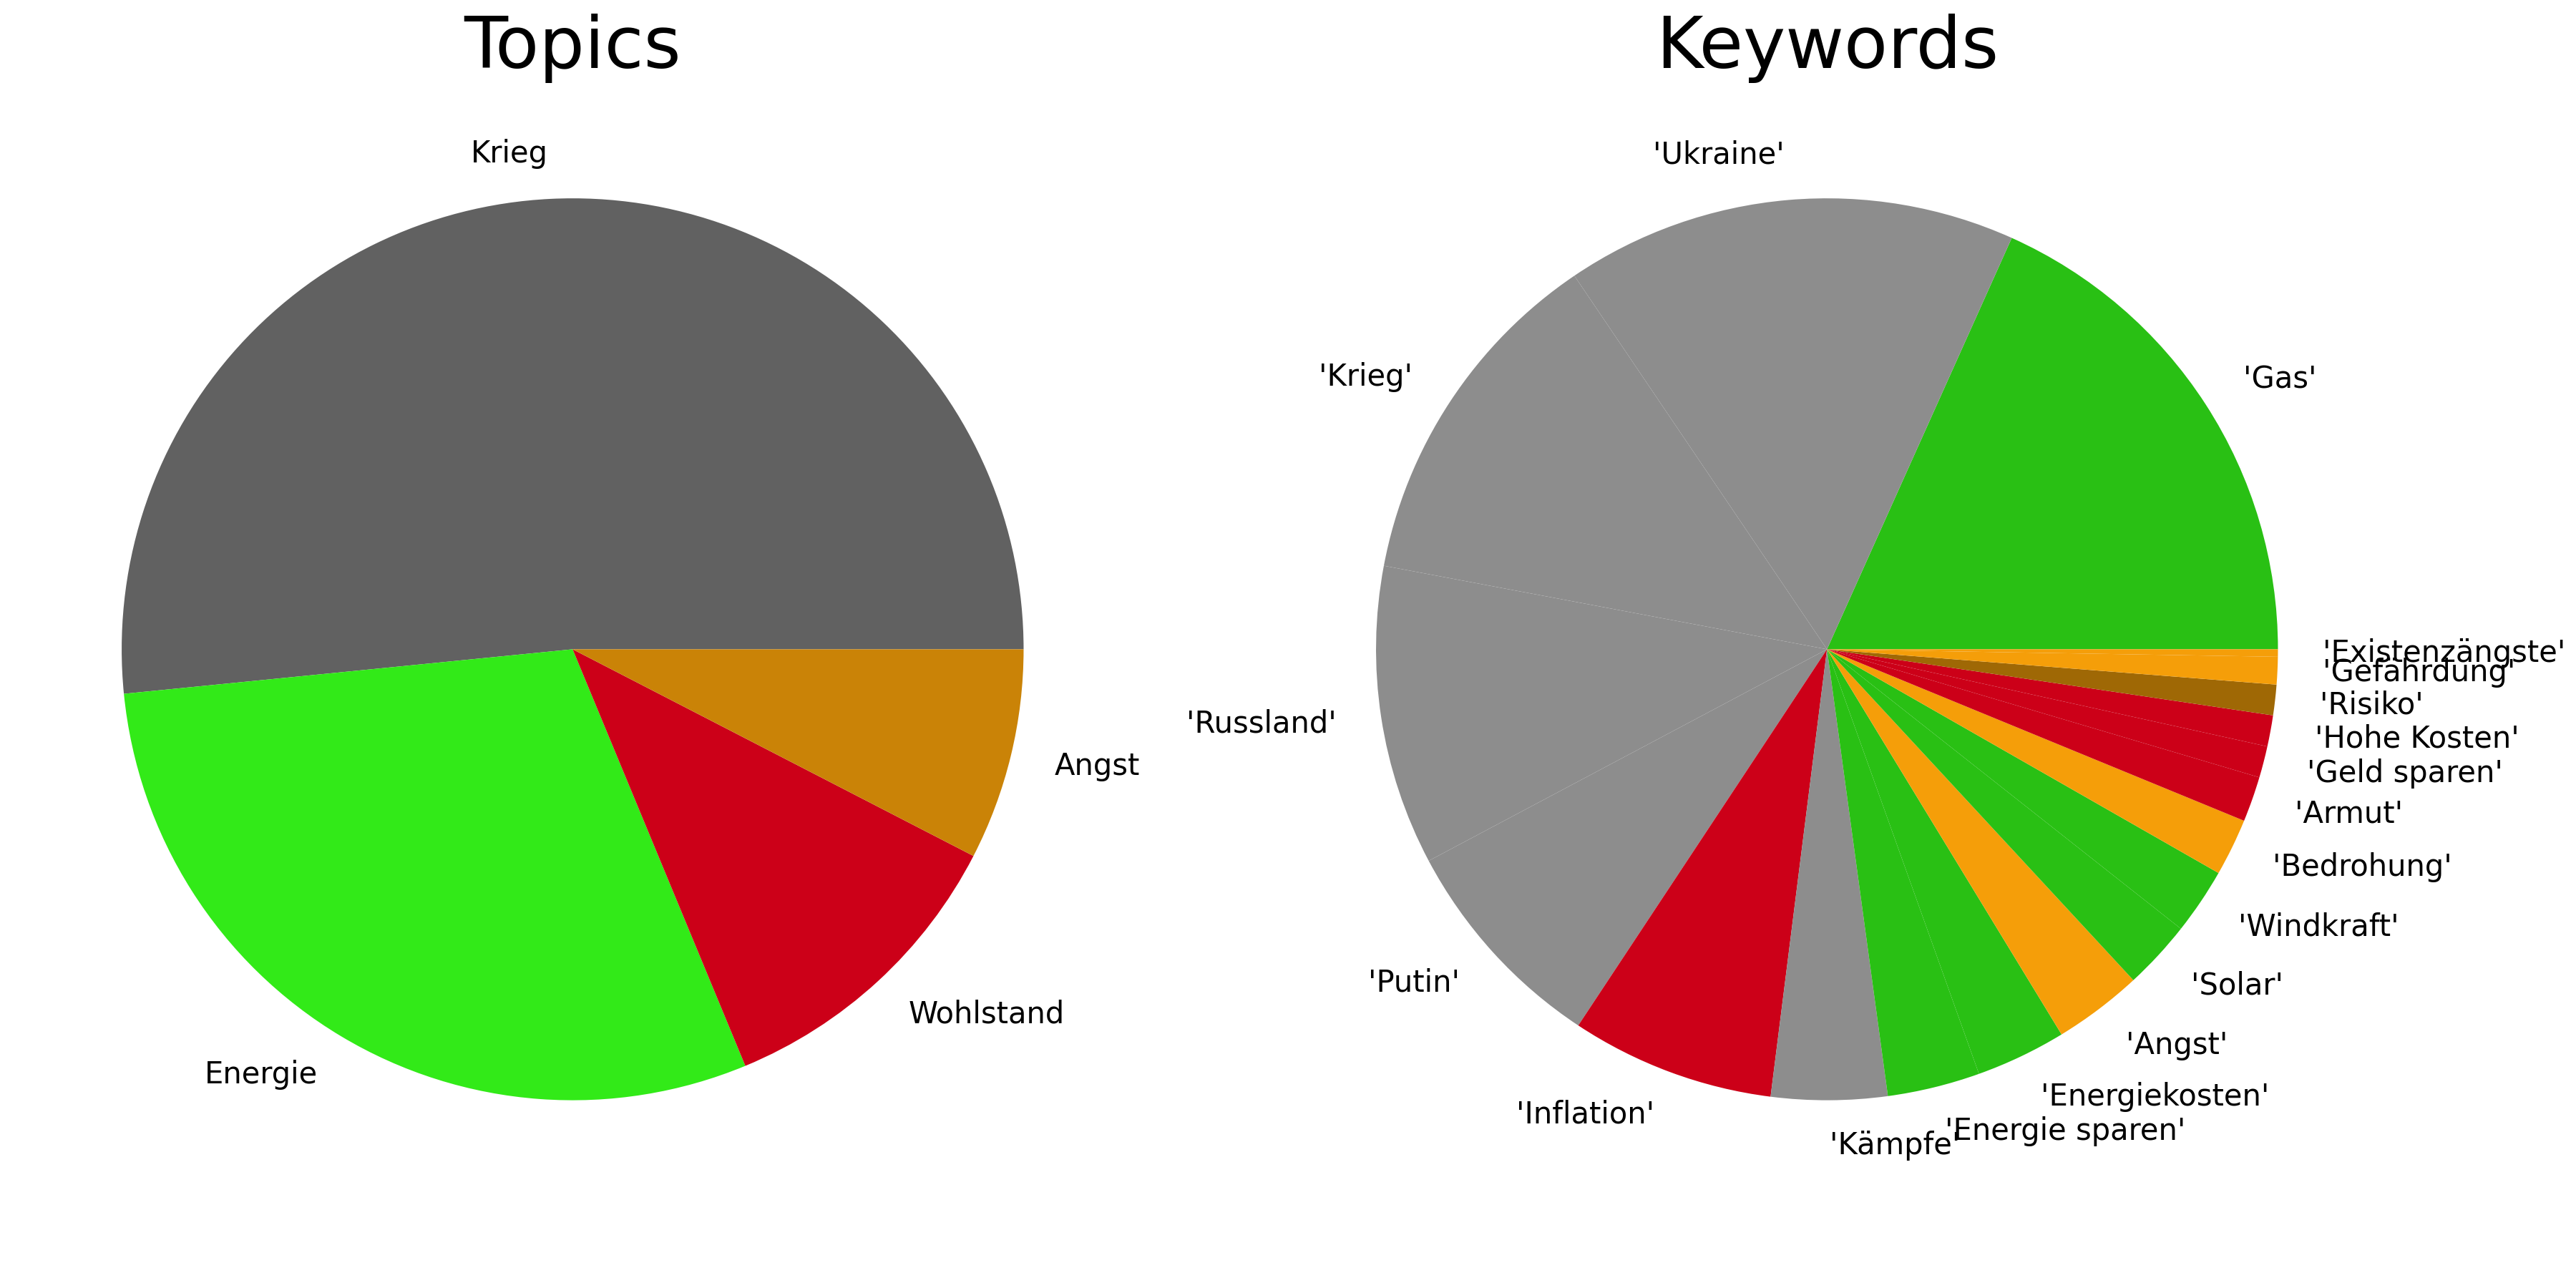 Topics
Krieg
Energie
Wohlstand
Angst
Keywords
'Gas'
'Ukraine'
'Krieg'
'Russland'
'Putin'
'Inflation'
'Kämpfe'
'Energie sparen'
'Energiekosten'
'Angst'
'Solar'
'Windkraft'
'Bedrohung'
'Armut'
'Geld sparen'
'Hohe Kosten'
'Risiko'
'Gefährdung'
'Existenzängste'